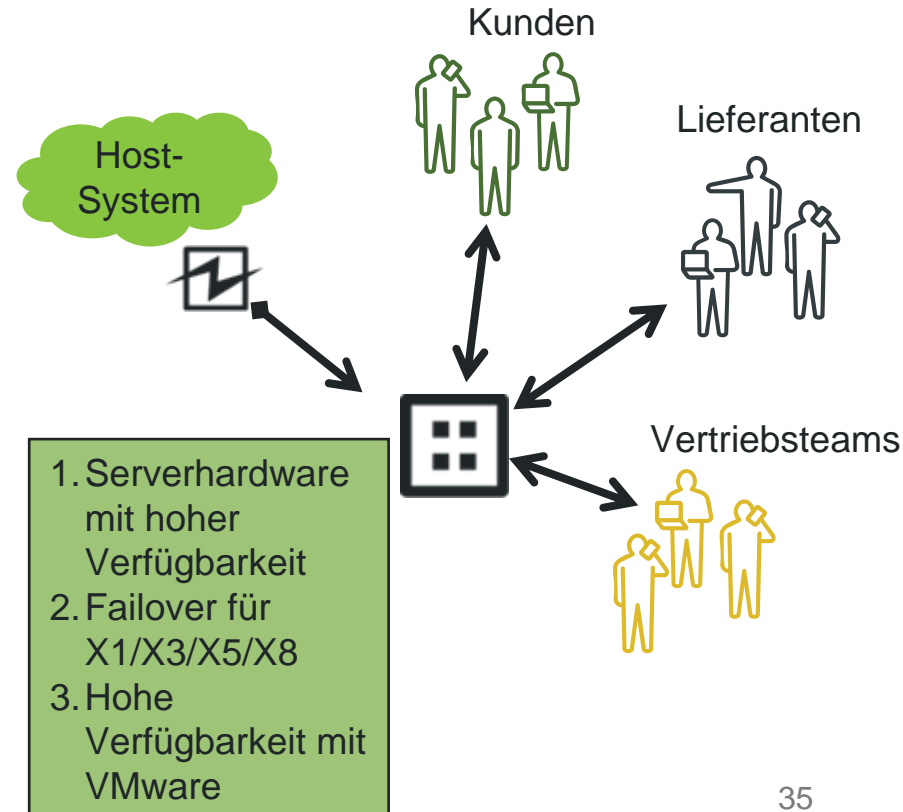 Kunden
Lieferanten
Host-
System
Vertriebsteams
1. Serverhardware
mit hoher
Verfügbarkeit
2. Failover für
X1/X3/X5/X8
3. Hohe
Verfügbarkeit mit
VMware
35